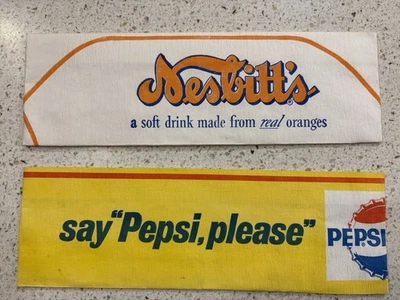 Nesbitt's®
a soft drink made from real oranges
say "Pepsi, please"
PEPSI